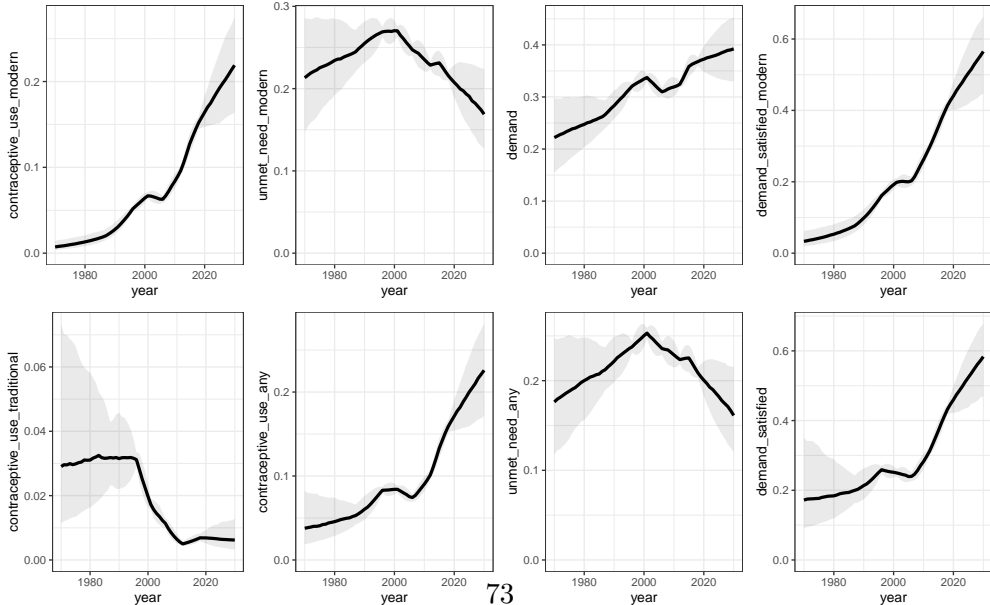 contraceptive_use_modern
0.2
0.1
0.0
1980 2000 2020
year
unmet_need_modern
0.3
0.2
0.1
0.0
1980 2000 2020
year
demand
0.4
0.3
0.2
0.1
0.0
1980 2000 2020
year
demand_satisfied_modern
0.6
0.4
0.2
0.0
1980 2000 2020
year
contraceptive_use_traditional
0.06
0.04
0.02
0.00
1980 2000 2020
year
contraceptive_use_any
0.2
0.1
0.0
1980 2000 2020
year
unmet_need_any
0.2
0.1
0.0
1980 2000 2020
year
demand_satisfied
0.6
0.4
0.2
0.0
1980 2000 2020
year
73